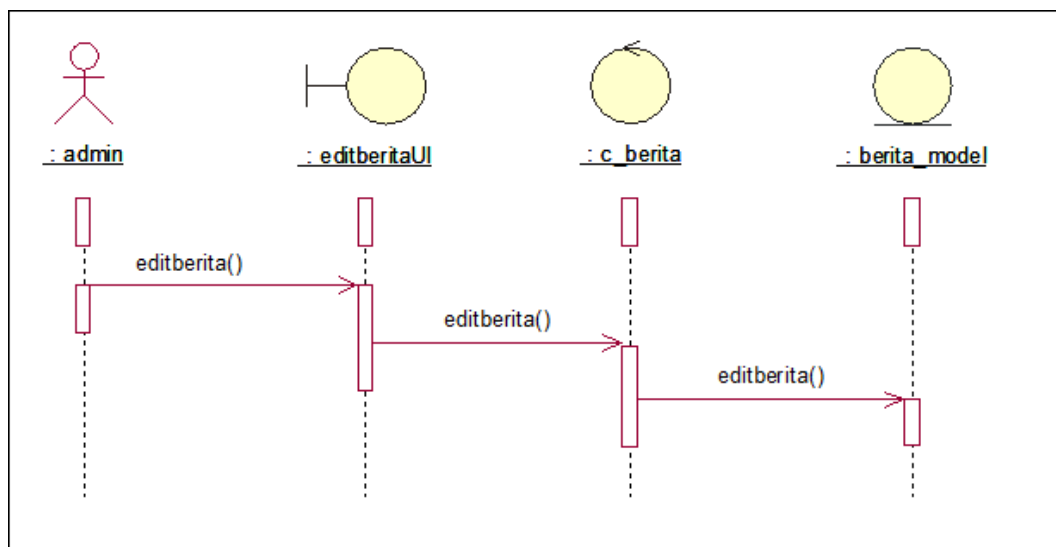 : admin
: editberitaUI
: c_berita
: berita_model
editberita()
editberita()
editberita()